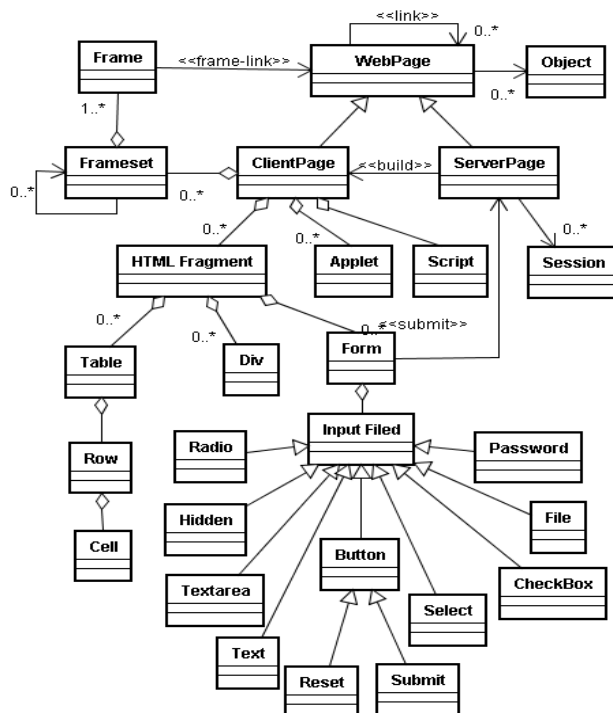 <<link>>
0..*
Frame
<<frame-link>>
WebPage
Object
0..*
1..*
Frameset
ClientPage
<<build>>
ServerPage
0..*
0..*
0..*
0..*
0..*
HTML Fragment
Applet
Script
Session
0..*
0..*
0..*
<<submit>>
Table
Div
Form
Input Filed
Radio
Password
Row
Hidden
File
Cell
Button
Textarea
CheckBox
Select
Text
Reset
Submit